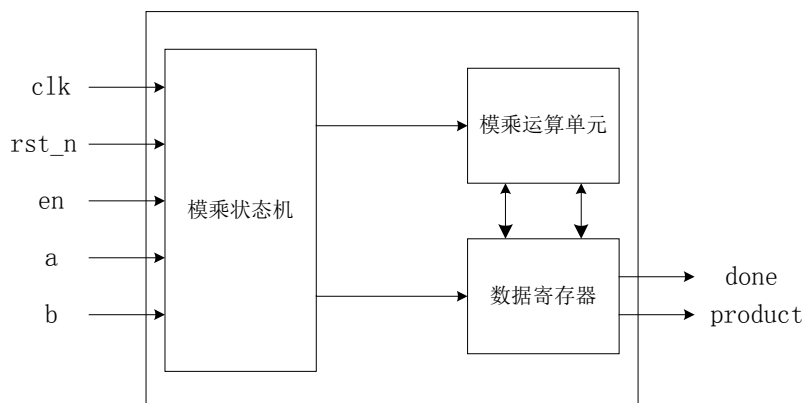 clk
rst_n
en
a
b
模乘状态机
模乘运算单元
数据寄存器
done
product